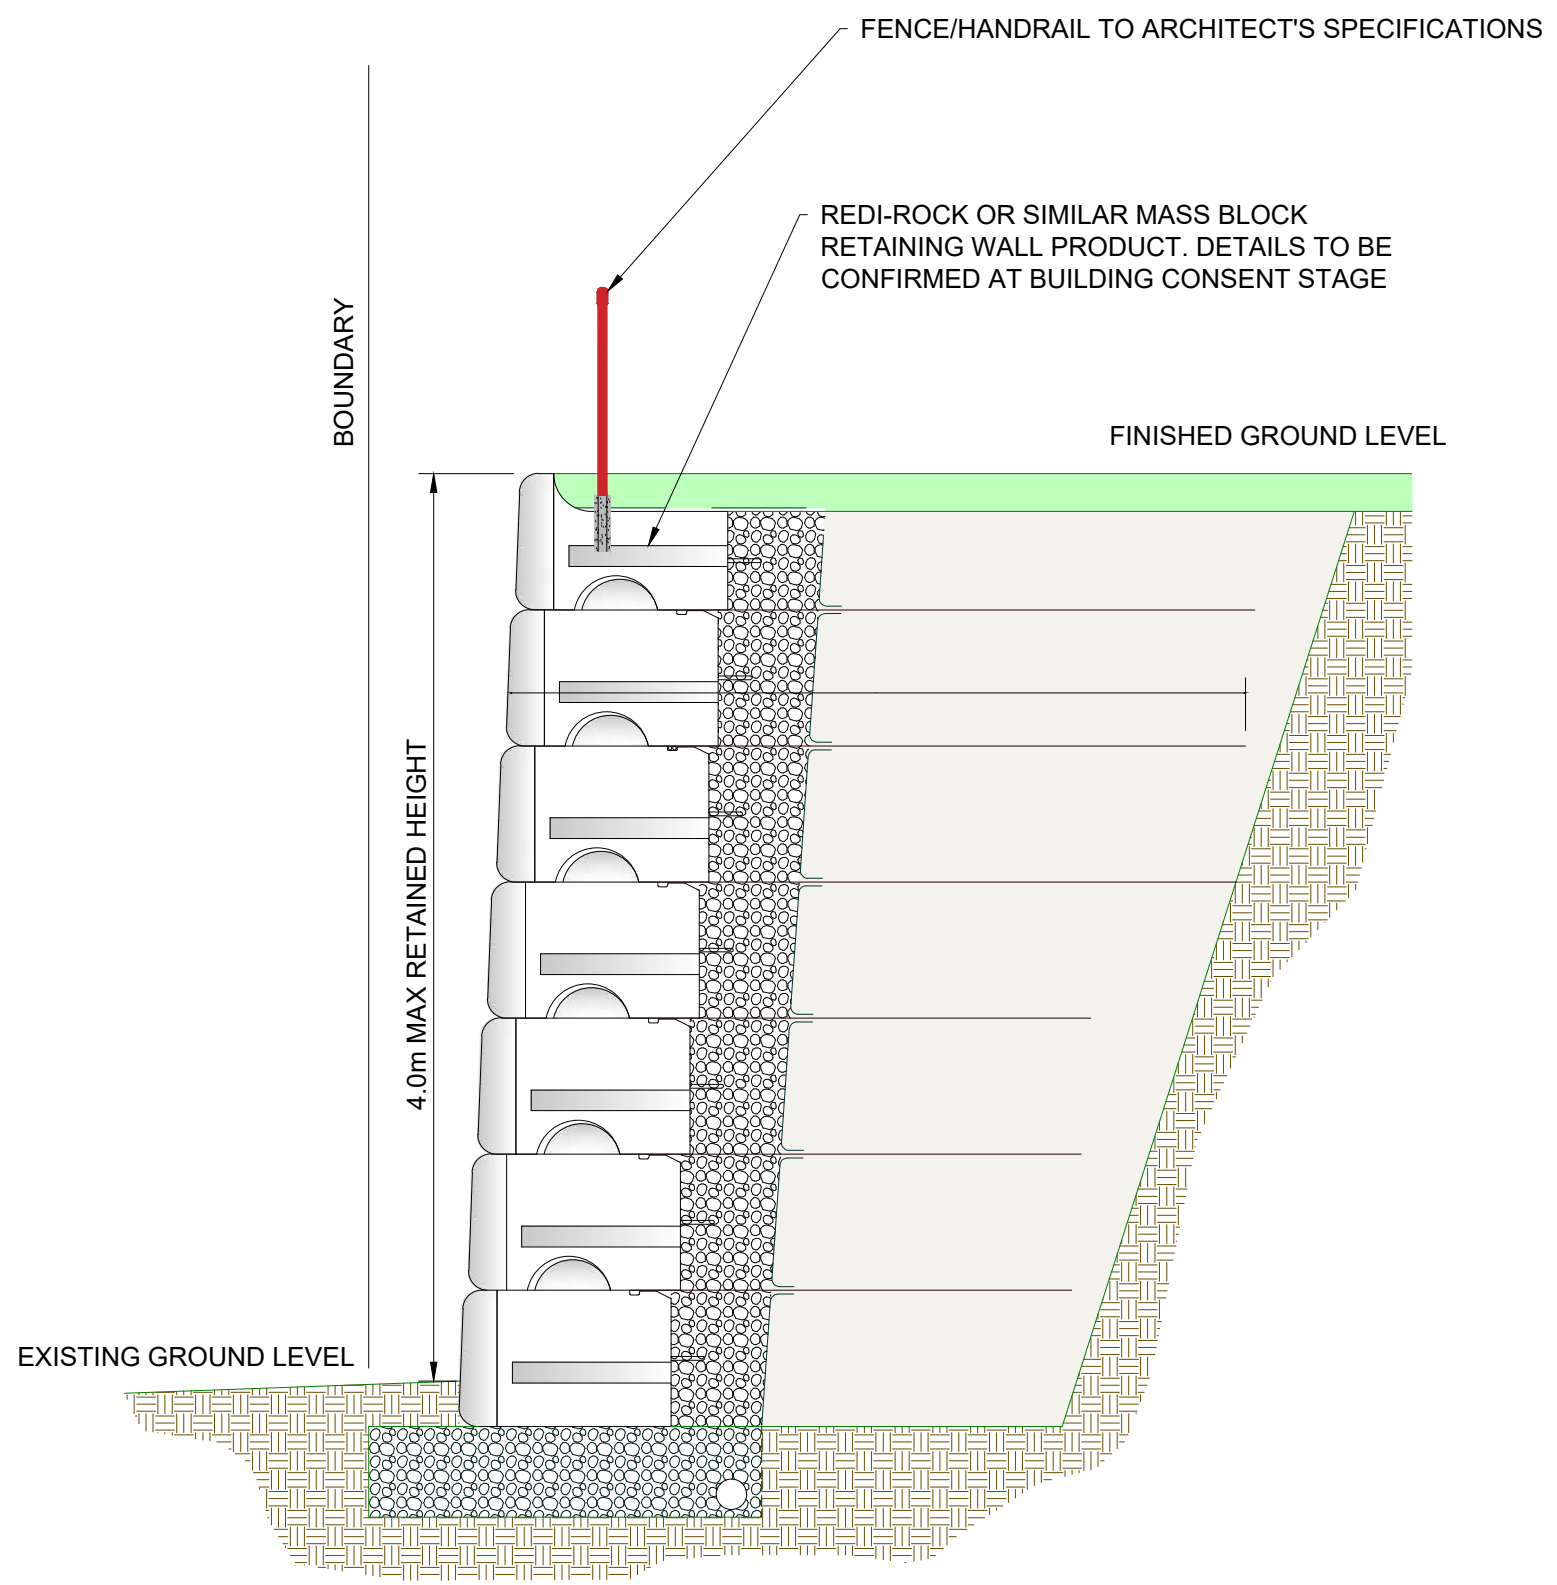 FENCE/HANDRAIL TO ARCHITECT'S SPECIFICATIONS
REDI-ROCK OR SIMILAR MASS BLOCK
RETAINING WALL PRODUCT. DETAILS TO BE
CONFIRMED AT BUILDING CONSENT STAGE
BOUNDARY
FINISHED GROUND LEVEL
4.0m MAX RETAINED HEIGHT
EXISTING GROUND LEVEL